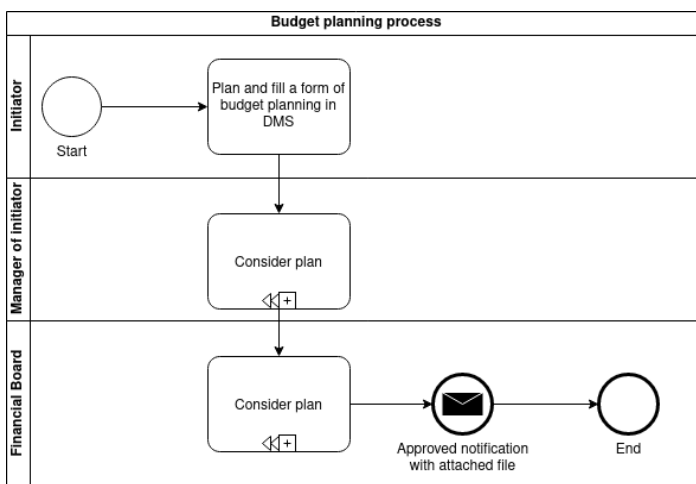 Budget planning process
Initiator
Start
Plan and fill a form of
budget planning in
DMS
Manager of initiator
Consider plan
+
Financial Board
Consider plan
+
Approved notification
with attached file
End